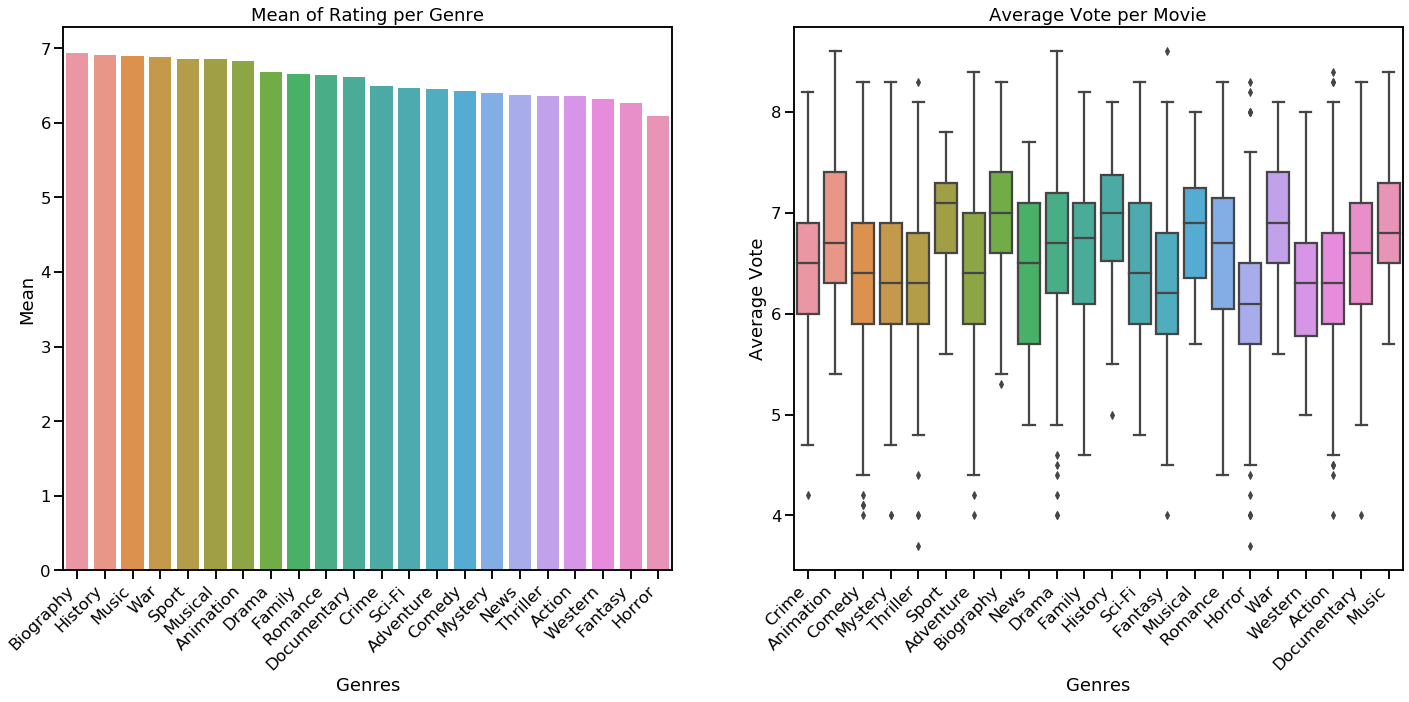 Mean of Rating per Genre
Mean
7
6
5
4
3
2
1
0
Biography
History
Music
War
Sport
Musical
Animation
Drama
Family
Romance
Documentary
Crime
Sci-Fi
Adventure
Comedy
Mystery
News
Thriller
Action
Western
Fantasy
Horror
Genres
Average Vote per Movie
Average Vote
8
7
6
5
4
Crime
Animation
Comedy
Mystery
Thriller
Sport
Adventure
Biography
News
Drama
Family
History
Sci-Fi
Fantasy
Musical
Romance
Horror
War
Western
Action
Documentary
Music
Genres